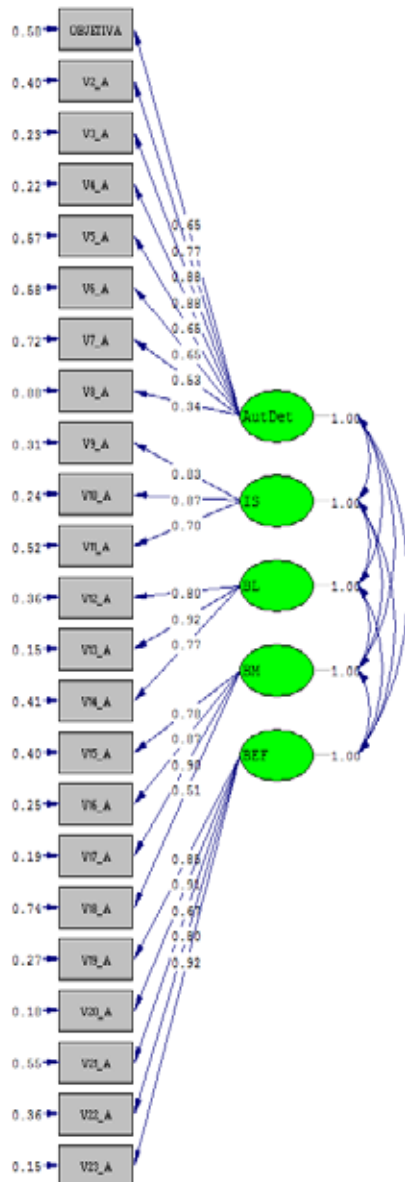 0.58 OBJETIVA
0.40 V2_A
0.23 V3_A
0.22 V4_A
0.57 V5_A
0.58 V6_A
0.72 V7_A
0.88 V8_A
0.31 V9_A
0.24 V10_A
0.52 V11_A
0.36 V12_A
0.15 V13_A
0.41 V14_A
0.40 V15_A
0.25 V16_A
0.19 V17_A
0.74 V18_A
0.27 V19_A
0.18 V20_A
0.55 V21_A
0.36 V22_A
0.15 V23_A
0.65
0.77
0.88
0.88
0.65
0.65
0.53
0.34
0.83
0.87
0.70
0.80
0.92
0.77
0.78
0.87
0.90
0.51
0.85
0.91
0.67
0.80
0.92
AutDet 1.00
IS 1.00
BL 1.00
BM 1.00
BEF 1.00